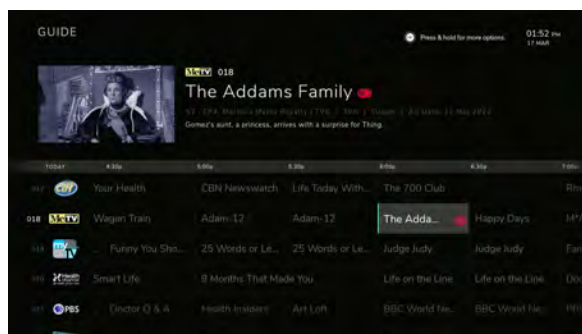 GUIDE
Press & hold for more options.
01:52 PM
17 MAR
MeTV 018
The Addams Family
Gomez's aunt, a princess, arrives with a surprise for Thing.
TODAY 4:30p 5:00p 5:30p 6:00p 6:30p 7:00p
Your Health CBN Newswatch Life Today With... The 700 Club
018 MeTV Wagon Train Adam-12 Adam-12 The Adda... Happy Days M*A
my tv Funny You Sho... 25 Words or Le... 25 Words or Le... Judge Judy Judge Judy
Health Smart Life 8 Months That Made You Life on the Line Life on the Line
PBS Doctor Q & A Health Insiders Art Loft BBC World Ne... BBC World Ne...